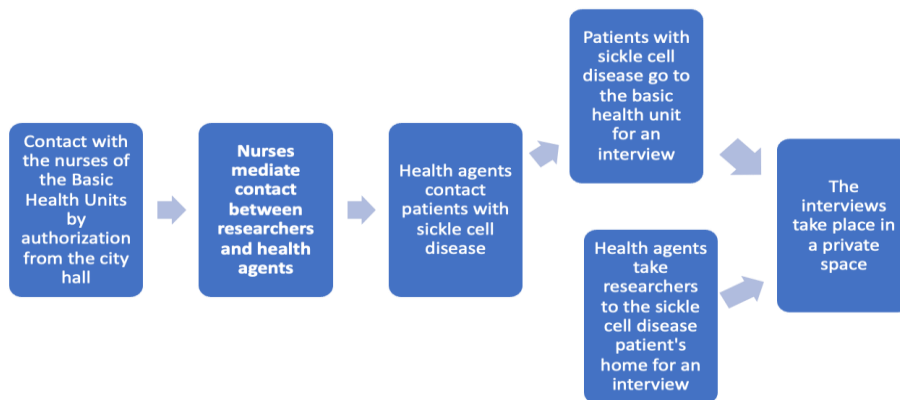 Contact with
the nurses of
the Basic
Health Units
by
authorization
from the city
hall
Nurses
mediate
contact
between
researchers
and health
agents
Health agents
contact
patients with
sickle cell
disease
Patients with
sickle cell
disease go to
the basic
health unit
for an
interview
Health agents
take
researchers
to the sickle
cell disease
patient's
home for an
interview
The
interviews
take place in
a private
space